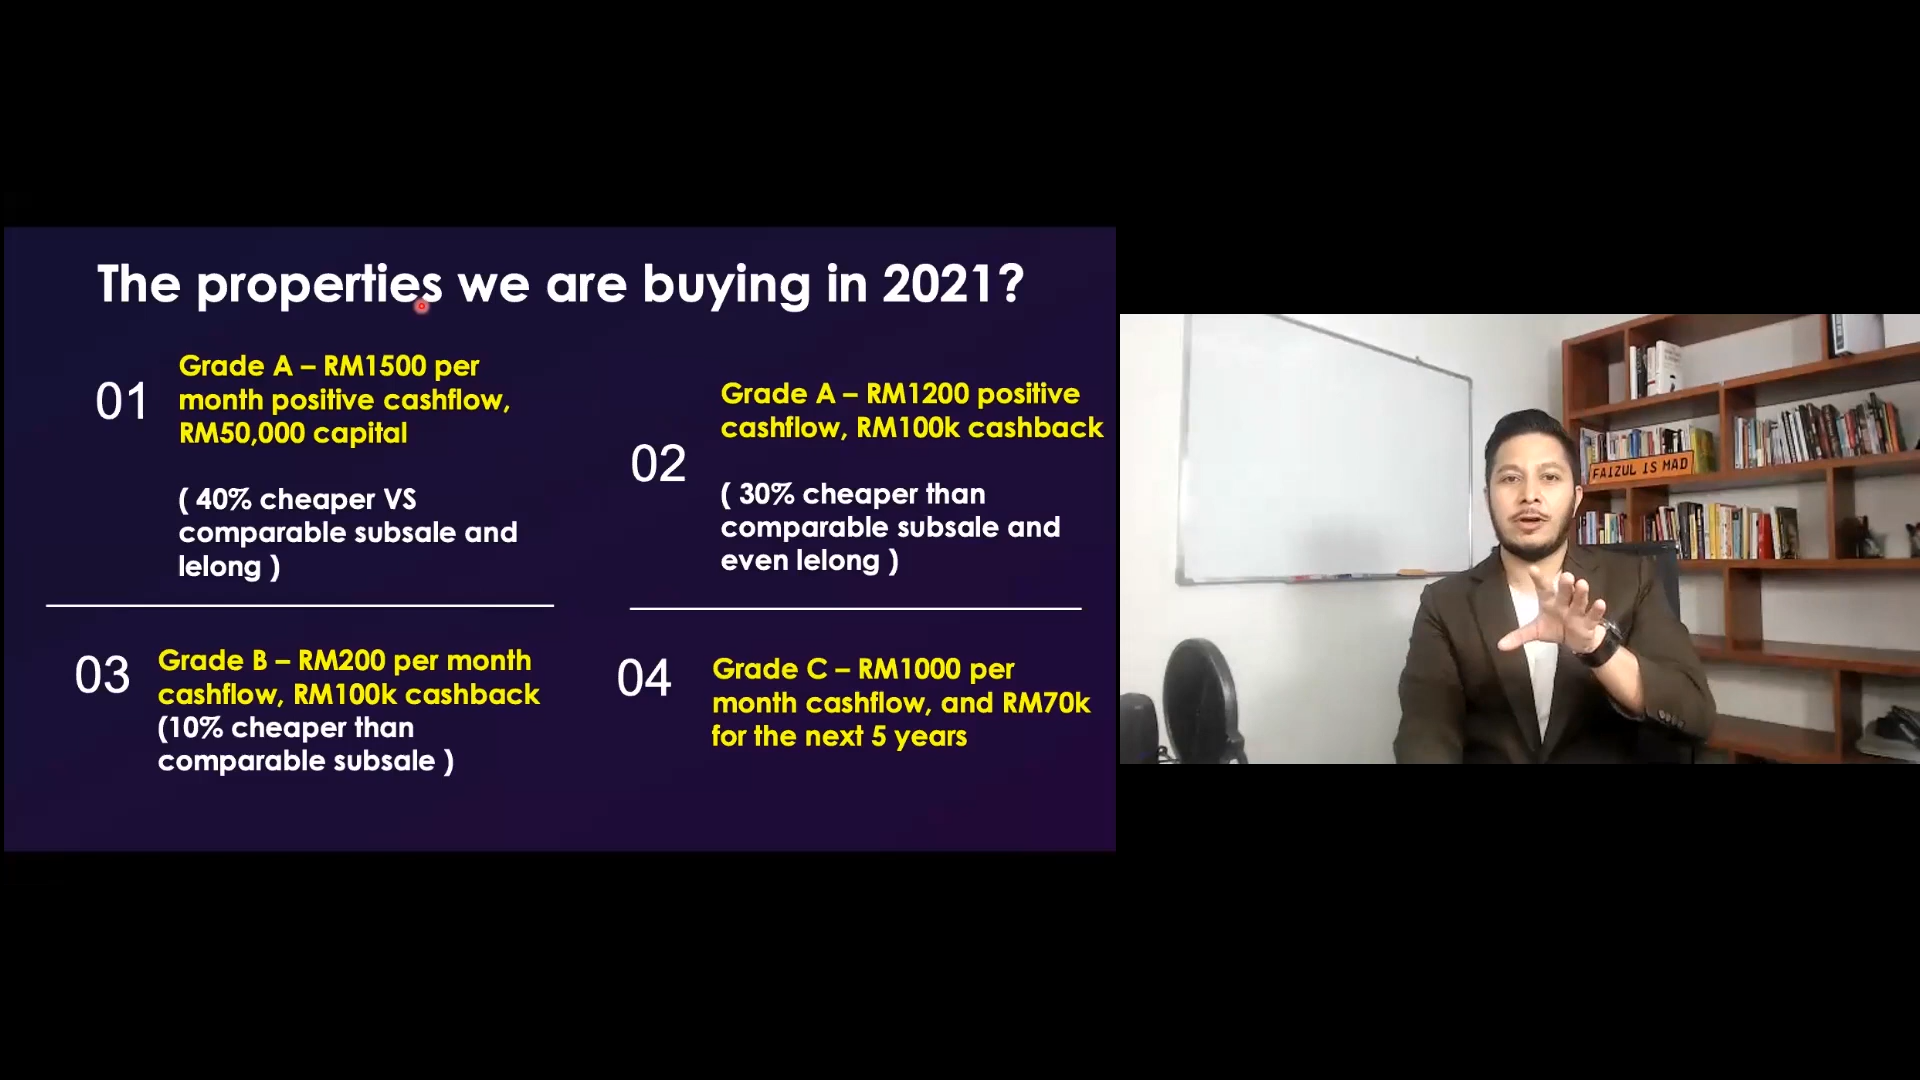 The properties we are buying in 2021?
01
Grade A – RM1500 per
month positive cashflow,
RM50,000 capital
( 40% cheaper VS
comparable subsale and
lelong )
02
Grade A – RM1200 positive
cashflow, RM100k cashback
( 30% cheaper than
comparable subsale and
even lelong )
03
Grade B – RM200 per month
cashflow, RM100k cashback
(10% cheaper than
comparable subsale )
04
Grade C – RM1000 per
month cashflow, and RM70k
for the next 5 years
FAIZUL IS MAD